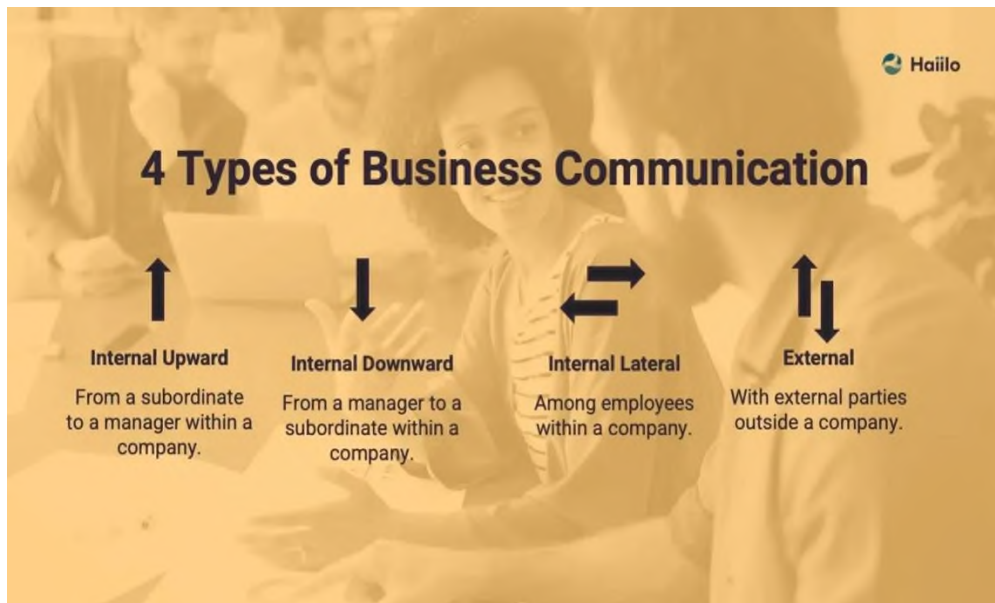 Haiilo
4 Types of Business Communication
Internal Upward
From a subordinate
to a manager within a
company.
Internal Downward
From a manager to a
subordinate within a
company.
Internal Lateral
Among employees
within a company.
External
With external parties
outside a company.